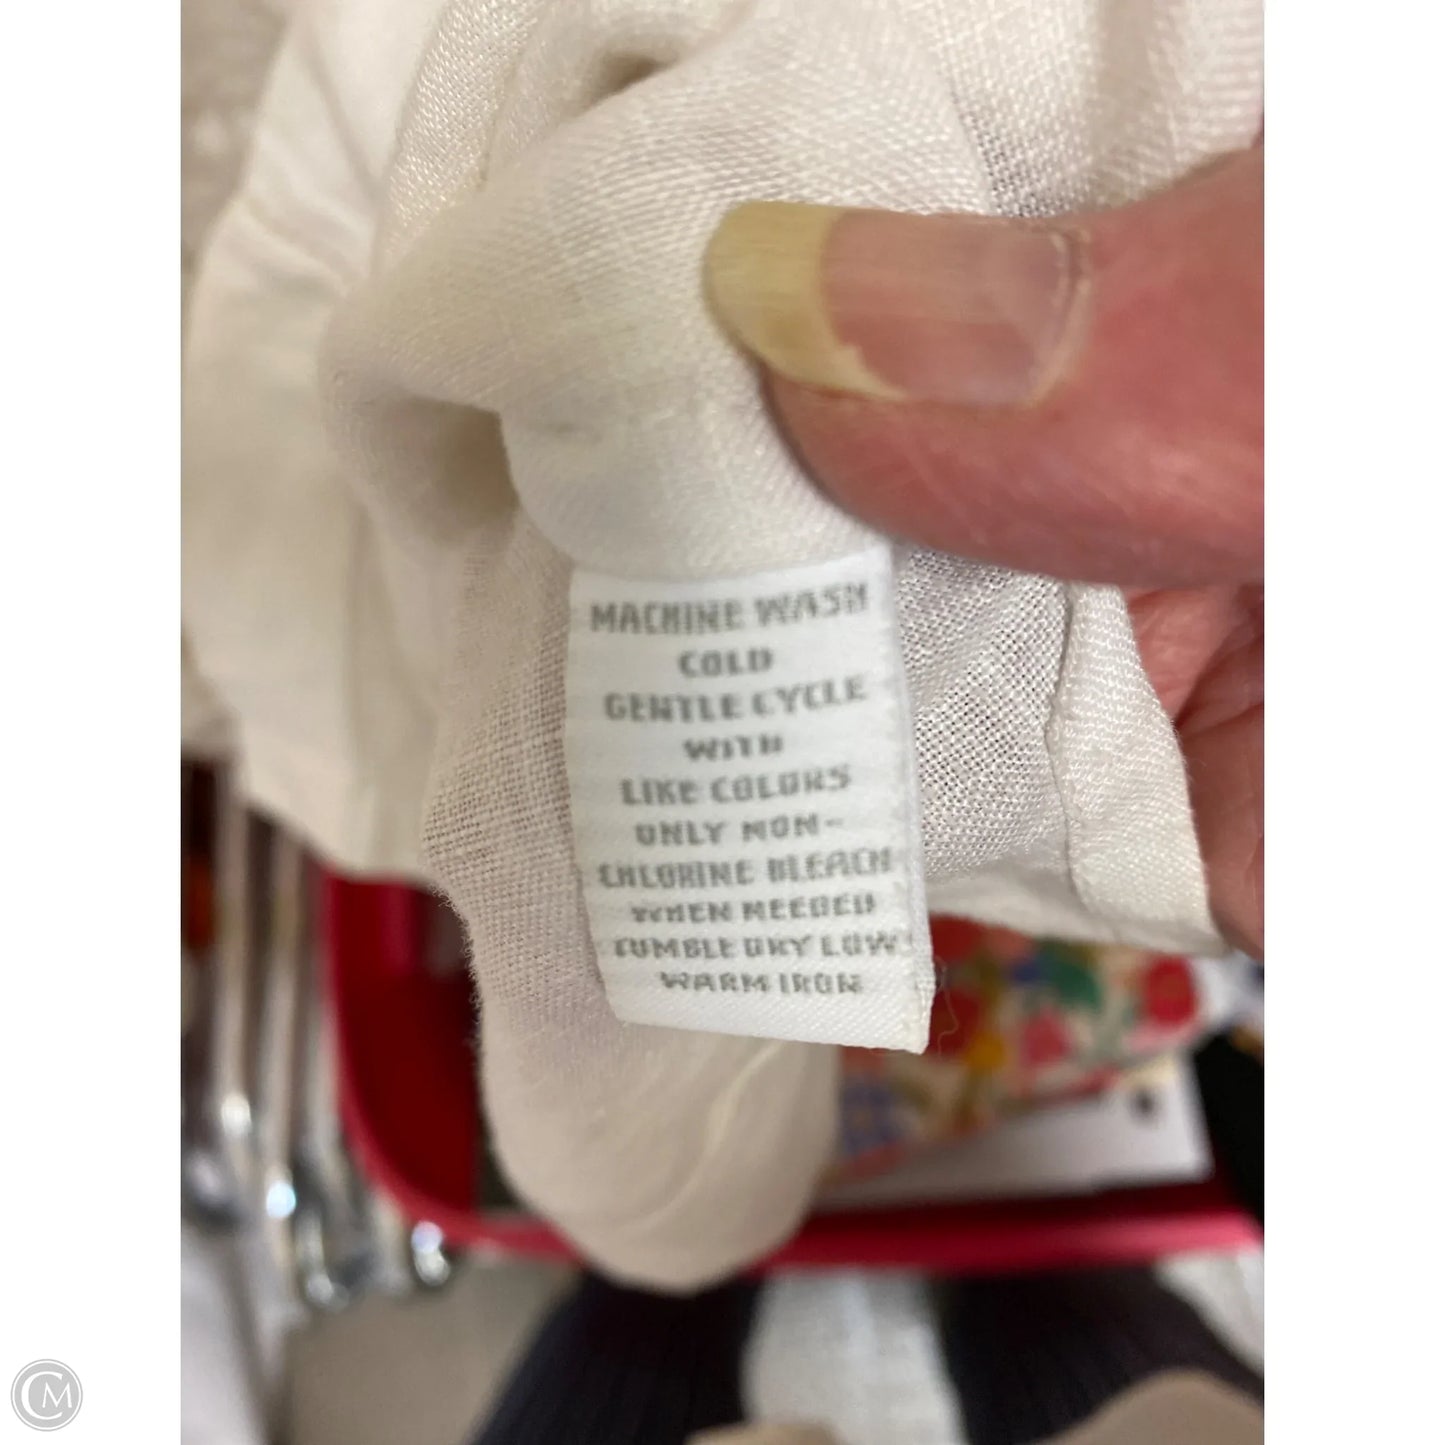 MACHINE WASH
COLD
GENTLE CYCLE
WITH
LIKE COLORS
ONLY NON-
CHLORINE BLEACH
WHEN NEEDED
TUMBLE DRY LOW
WARM IRON
CM